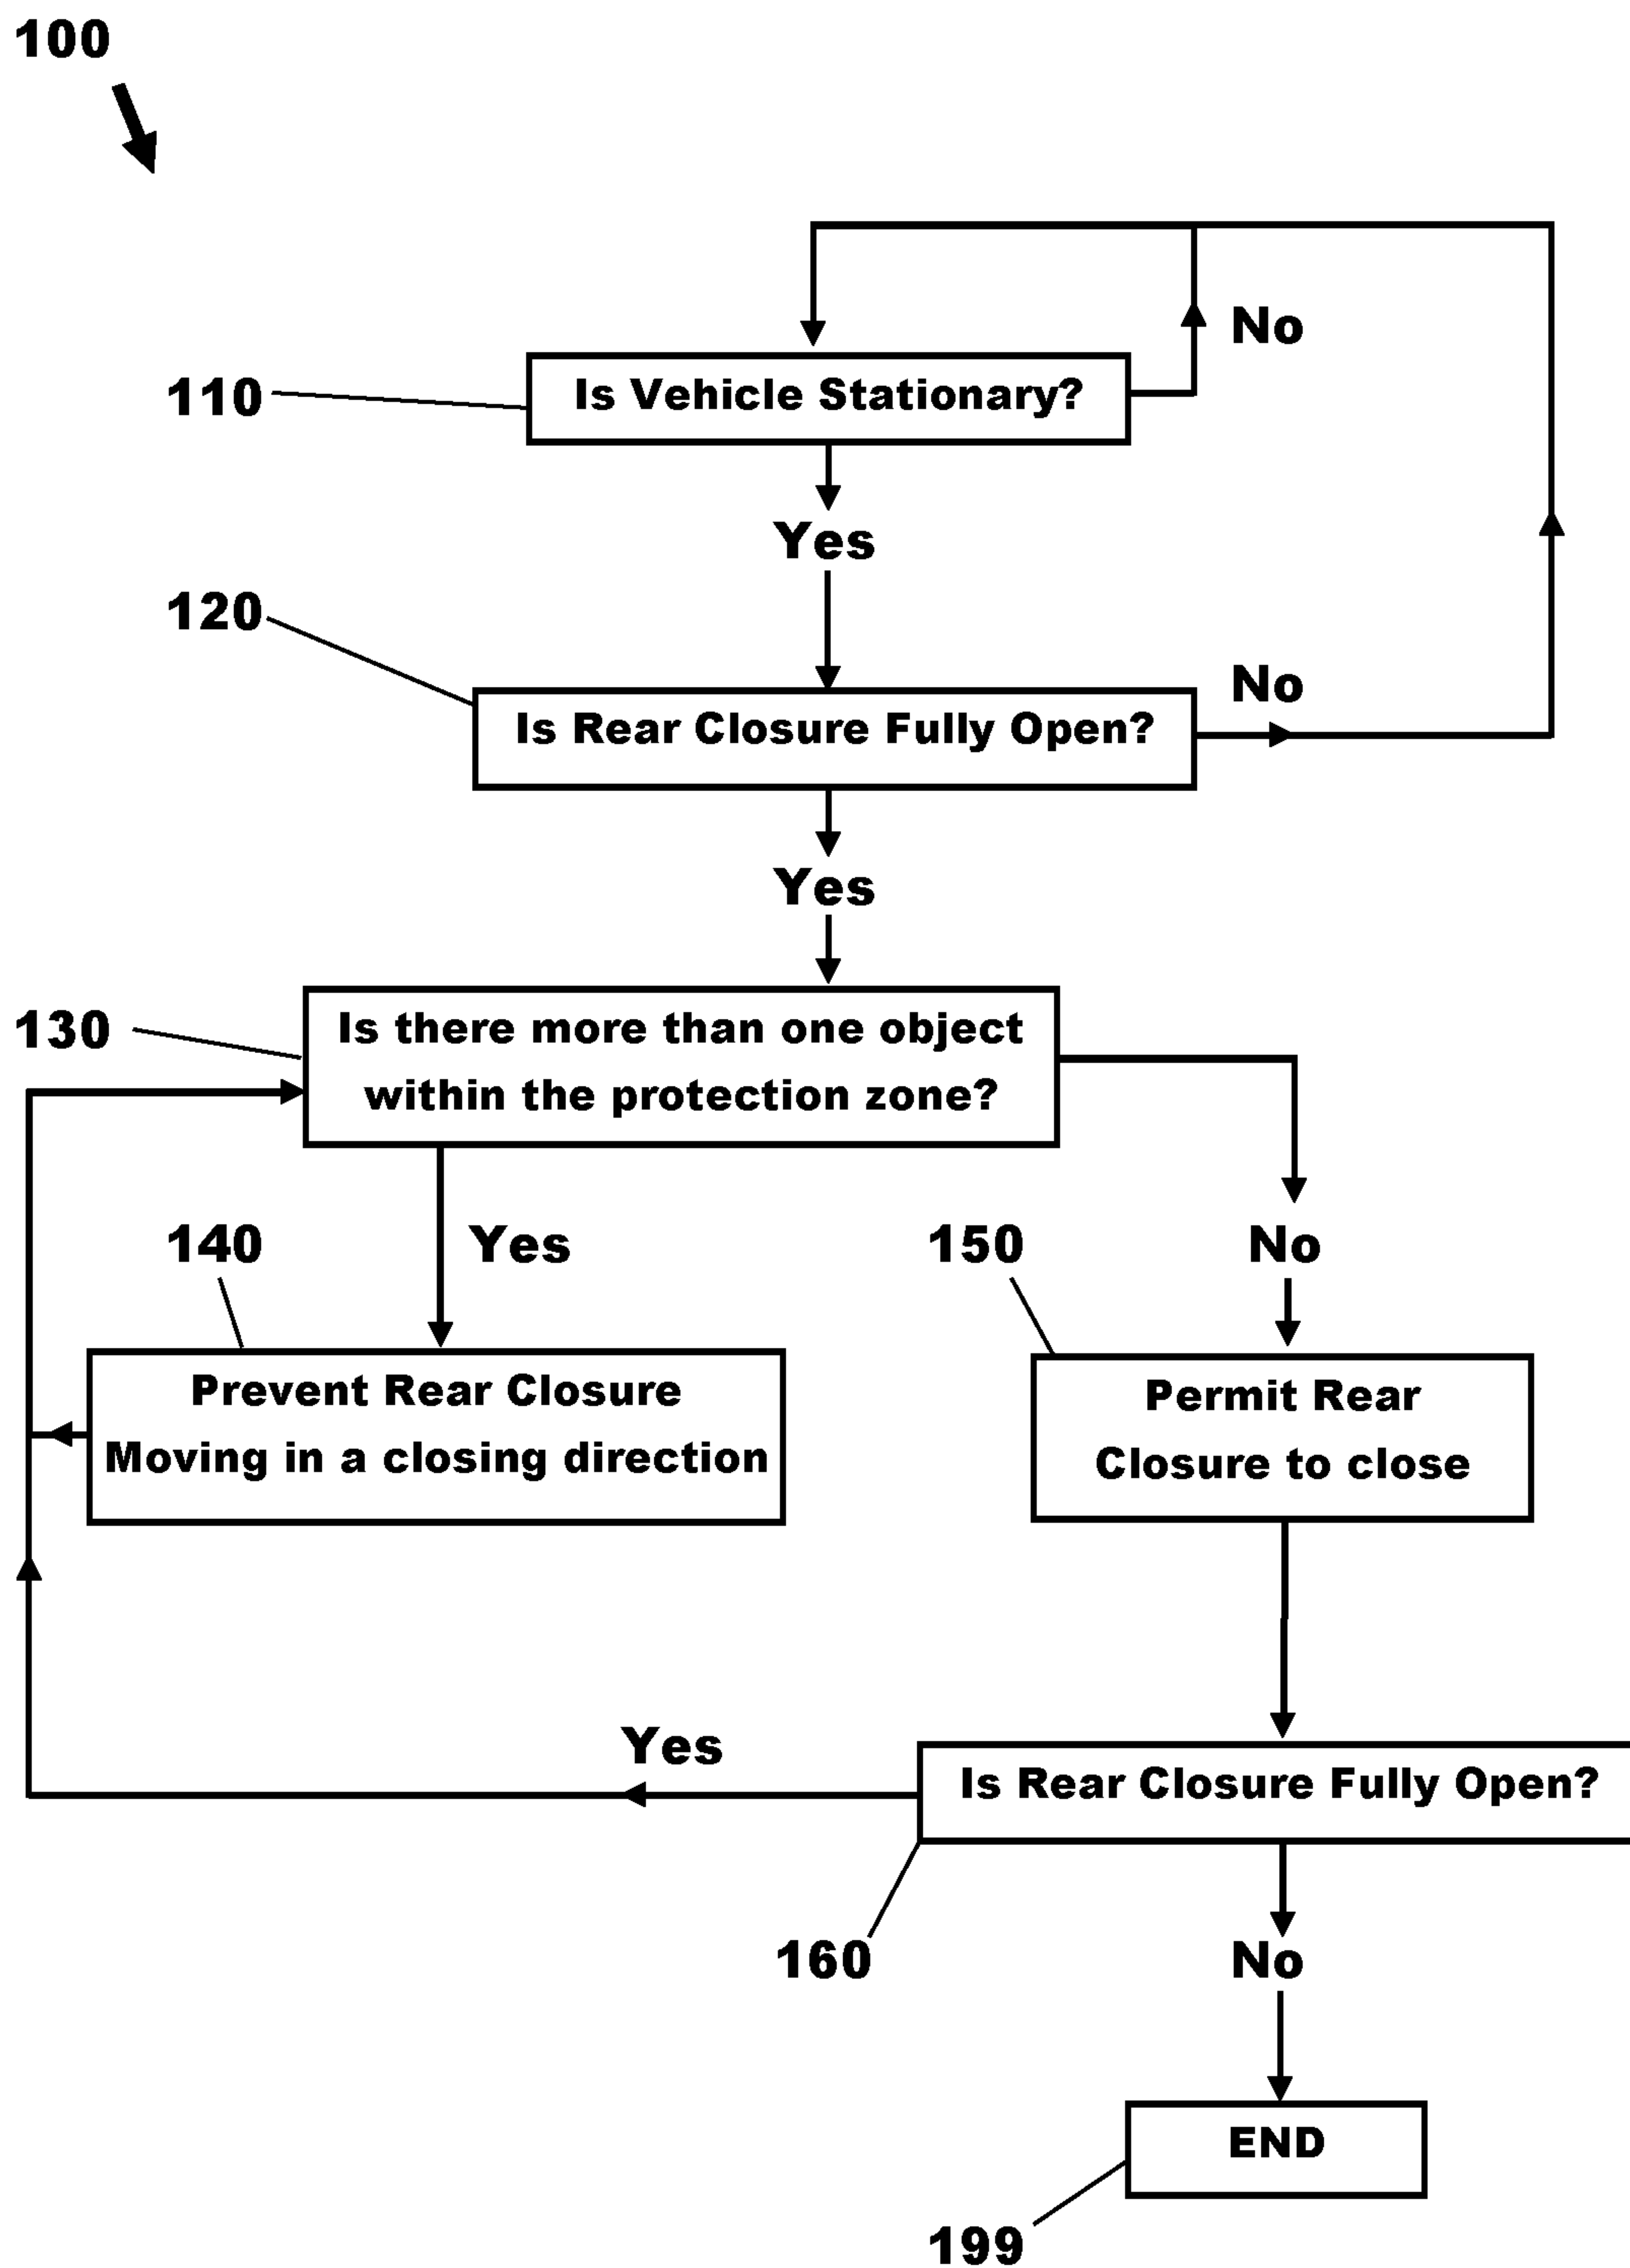 100
No
110
Is Vehicle Stationary?
Yes
120
No
Is Rear Closure Fully Open?
Yes
130
Is there more than one object
within the protection zone?
140
Yes
150
No
Prevent Rear Closure
Moving in a closing direction
Permit Rear
Closure to close
Yes
Is Rear Closure Fully Open?
160
No
END
199